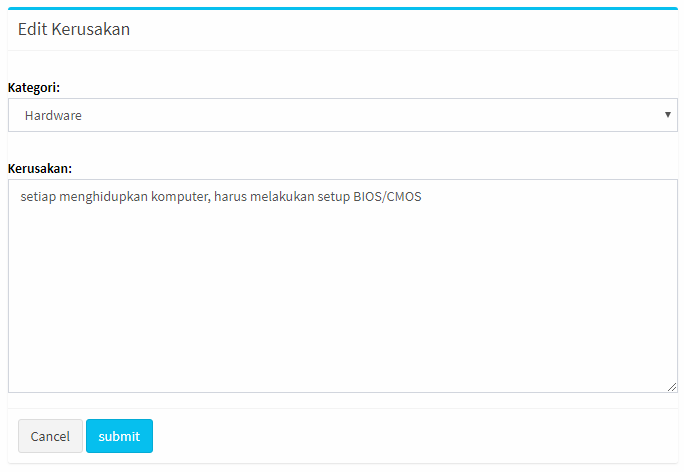 Edit Kerusakan
Kategori:
Hardware
Kerusakan:
setiap menghidupkan komputer, harus melakukan setup BIOS/CMOS
Cancel submit